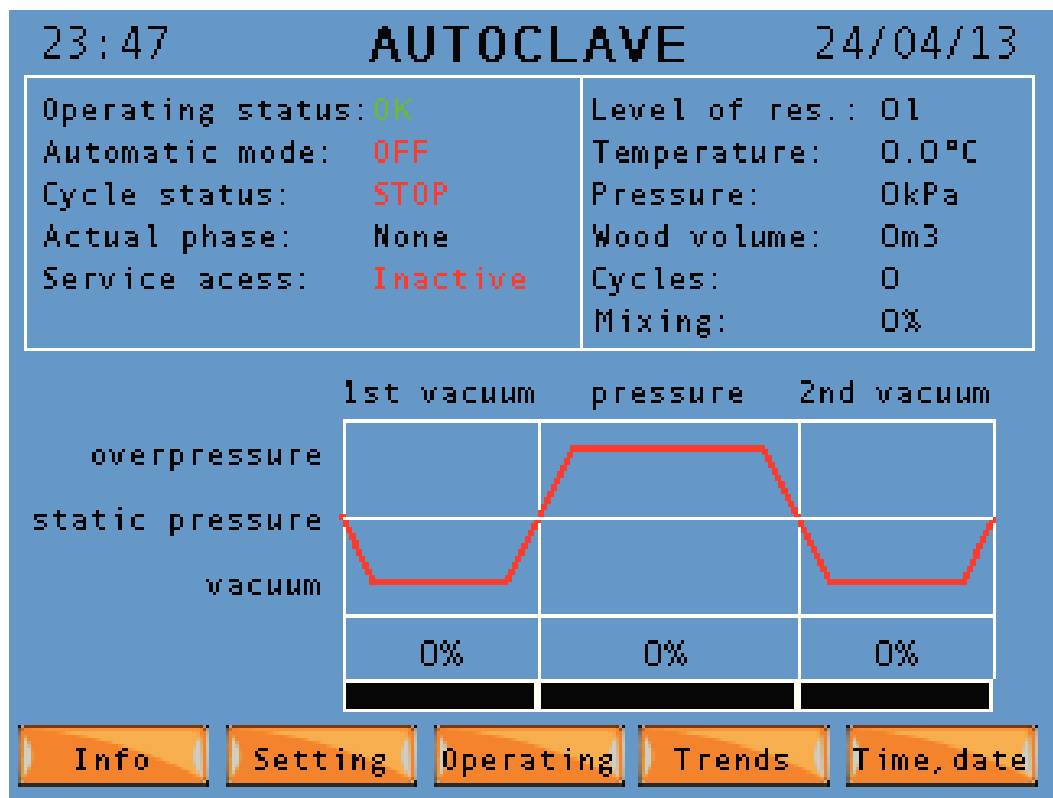 23:47 AUTOCLAVE 24/04/13
Operating status: OK
Automatic mode: OFF
Cycle status: STOP
Actual phase: None
Service acess: Inactive
Level of res.: 0l
Temperature: 0.0°C
Pressure: 0kPa
Wood volume: 0m3
Cycles: 0
Mixing: 0%
1st vacuum pressure 2nd vacuum
overpressure
static pressure
vacuum
0% 0% 0%
Info Setting Operating Trends Time,date